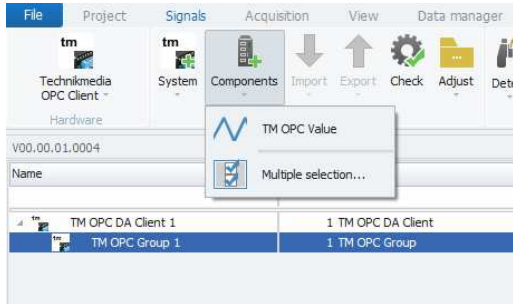 File Project Signals Acquisition View Data manager
tm tm
Technikmedia OPC Client System Components Import Export Check Adjust
Hardware
TM OPC Value
V00.00.01.0004
Multiple selection...
Name
tm TM OPC DA Client 1 1 TM OPC DA Client
tm TM OPC Group 1 1 TM OPC Group